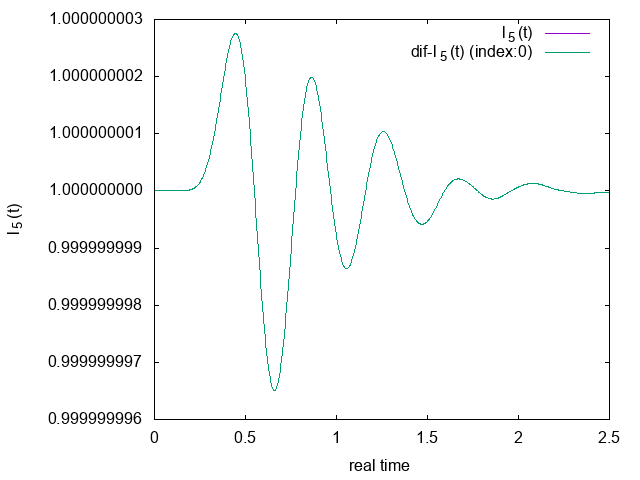 1.000000003
1.000000002
1.000000001
1.000000000
0.999999999
0.999999998
0.999999997
0.999999996
I5(t)
I5(t)
dif-I5(t) (index:0)
0 0.5 1 1.5 2 2.5
real time